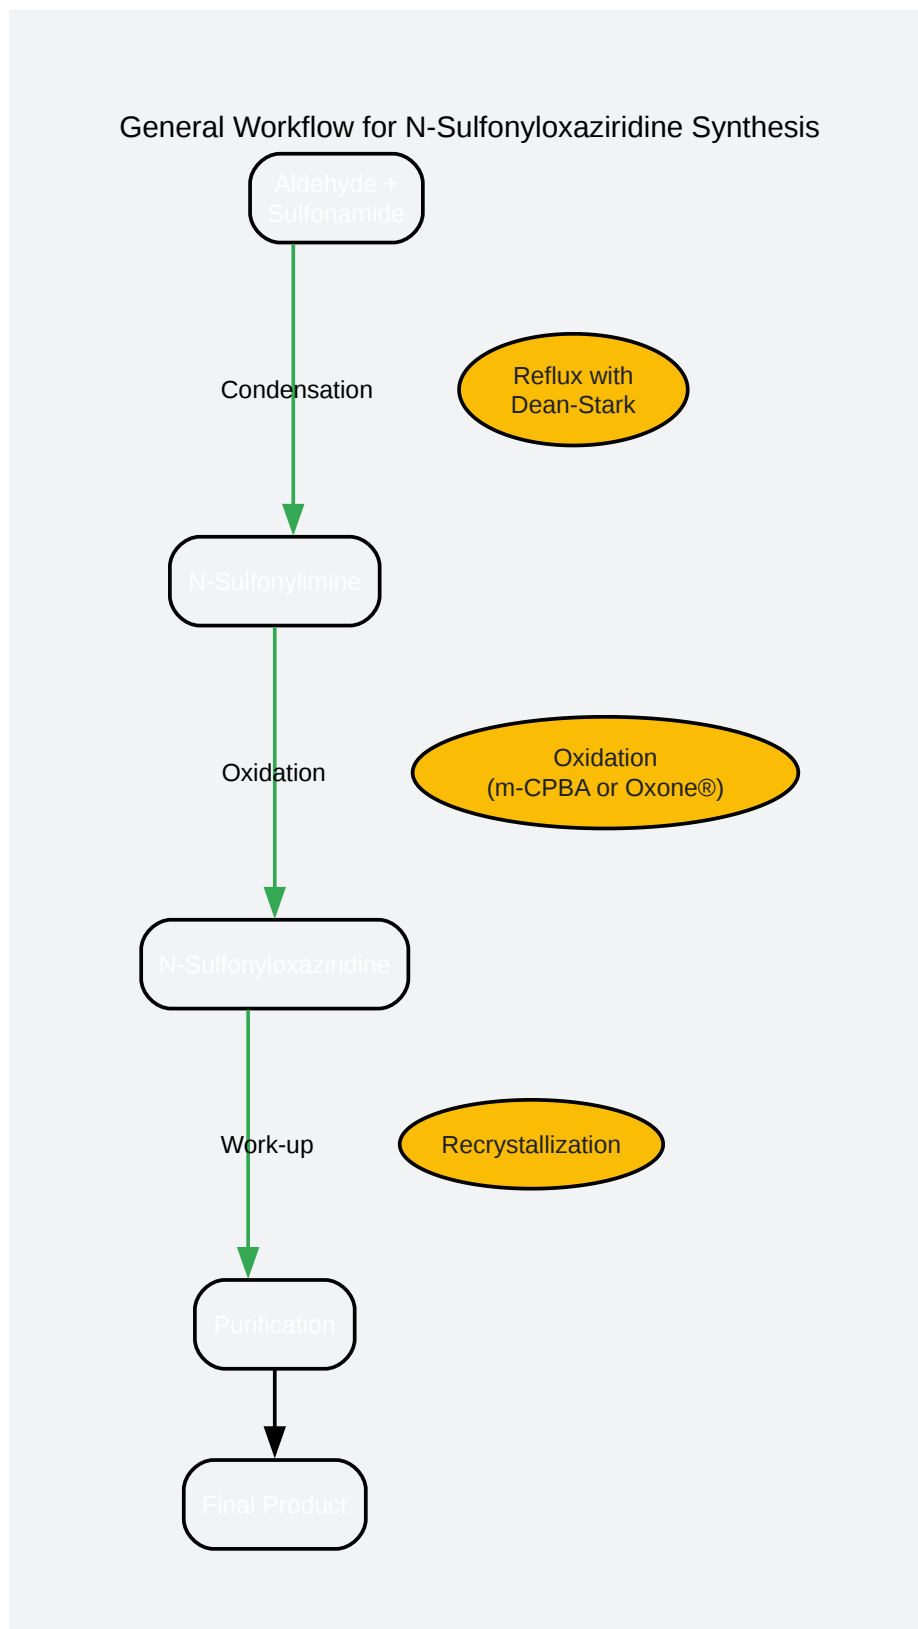 General Workflow for N-Sulfonyloxaziridine Synthesis
Aldehyde +
Sulfonamide
Condensation
Reflux with
Dean-Stark
N-Sulfonylimine
Oxidation
Oxidation
(m-CPBA or Oxone®)
N-Sulfonyloxaziridine
Work-up
Recrystallization
Purification
Final Product